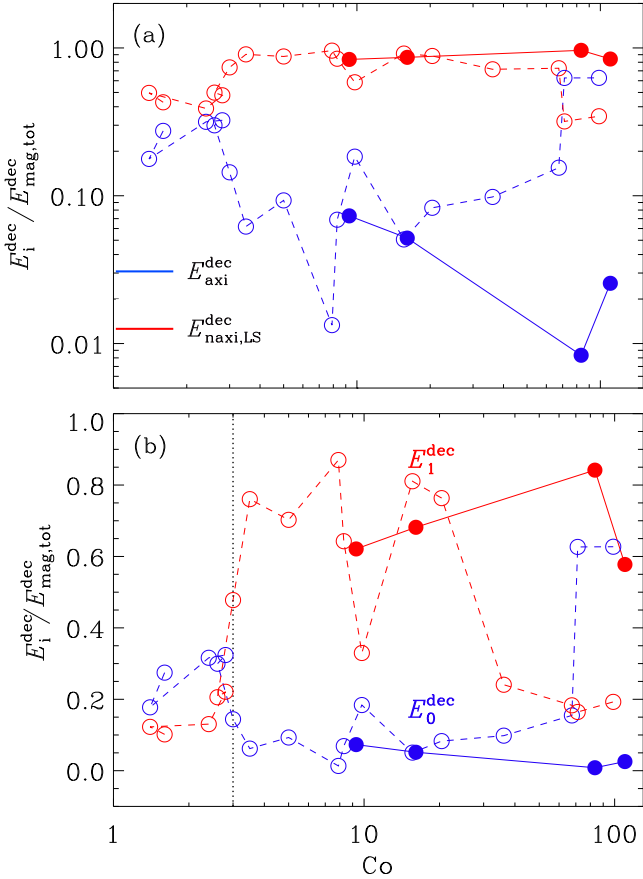 (a)
1.00
0.10
0.01
E_i^dec / E_mag,tot^dec
E_axi^dec
E_naxi,LS^dec
(b)
1.0
0.8
0.6
0.4
0.2
0.0
E_i^dec/E_mag,tot^dec
E_1^dec
E_0^dec
1 10 100
Co